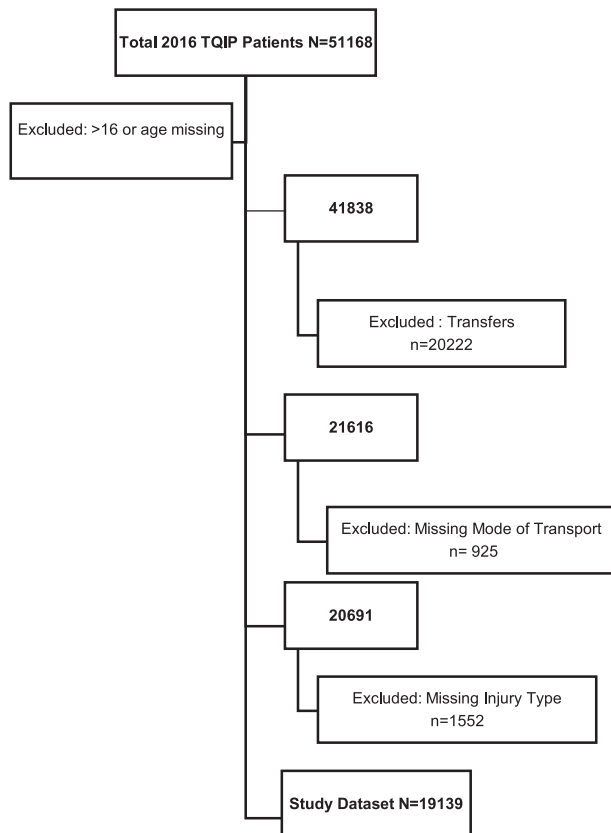 Total 2016 TQIP Patients N=51168
Excluded: >16 or age missing
41838
Excluded : Transfers
n=20222
21616
Excluded: Missing Mode of Transport
n= 925
20691
Excluded: Missing Injury Type
n=1552
Study Dataset N=19139